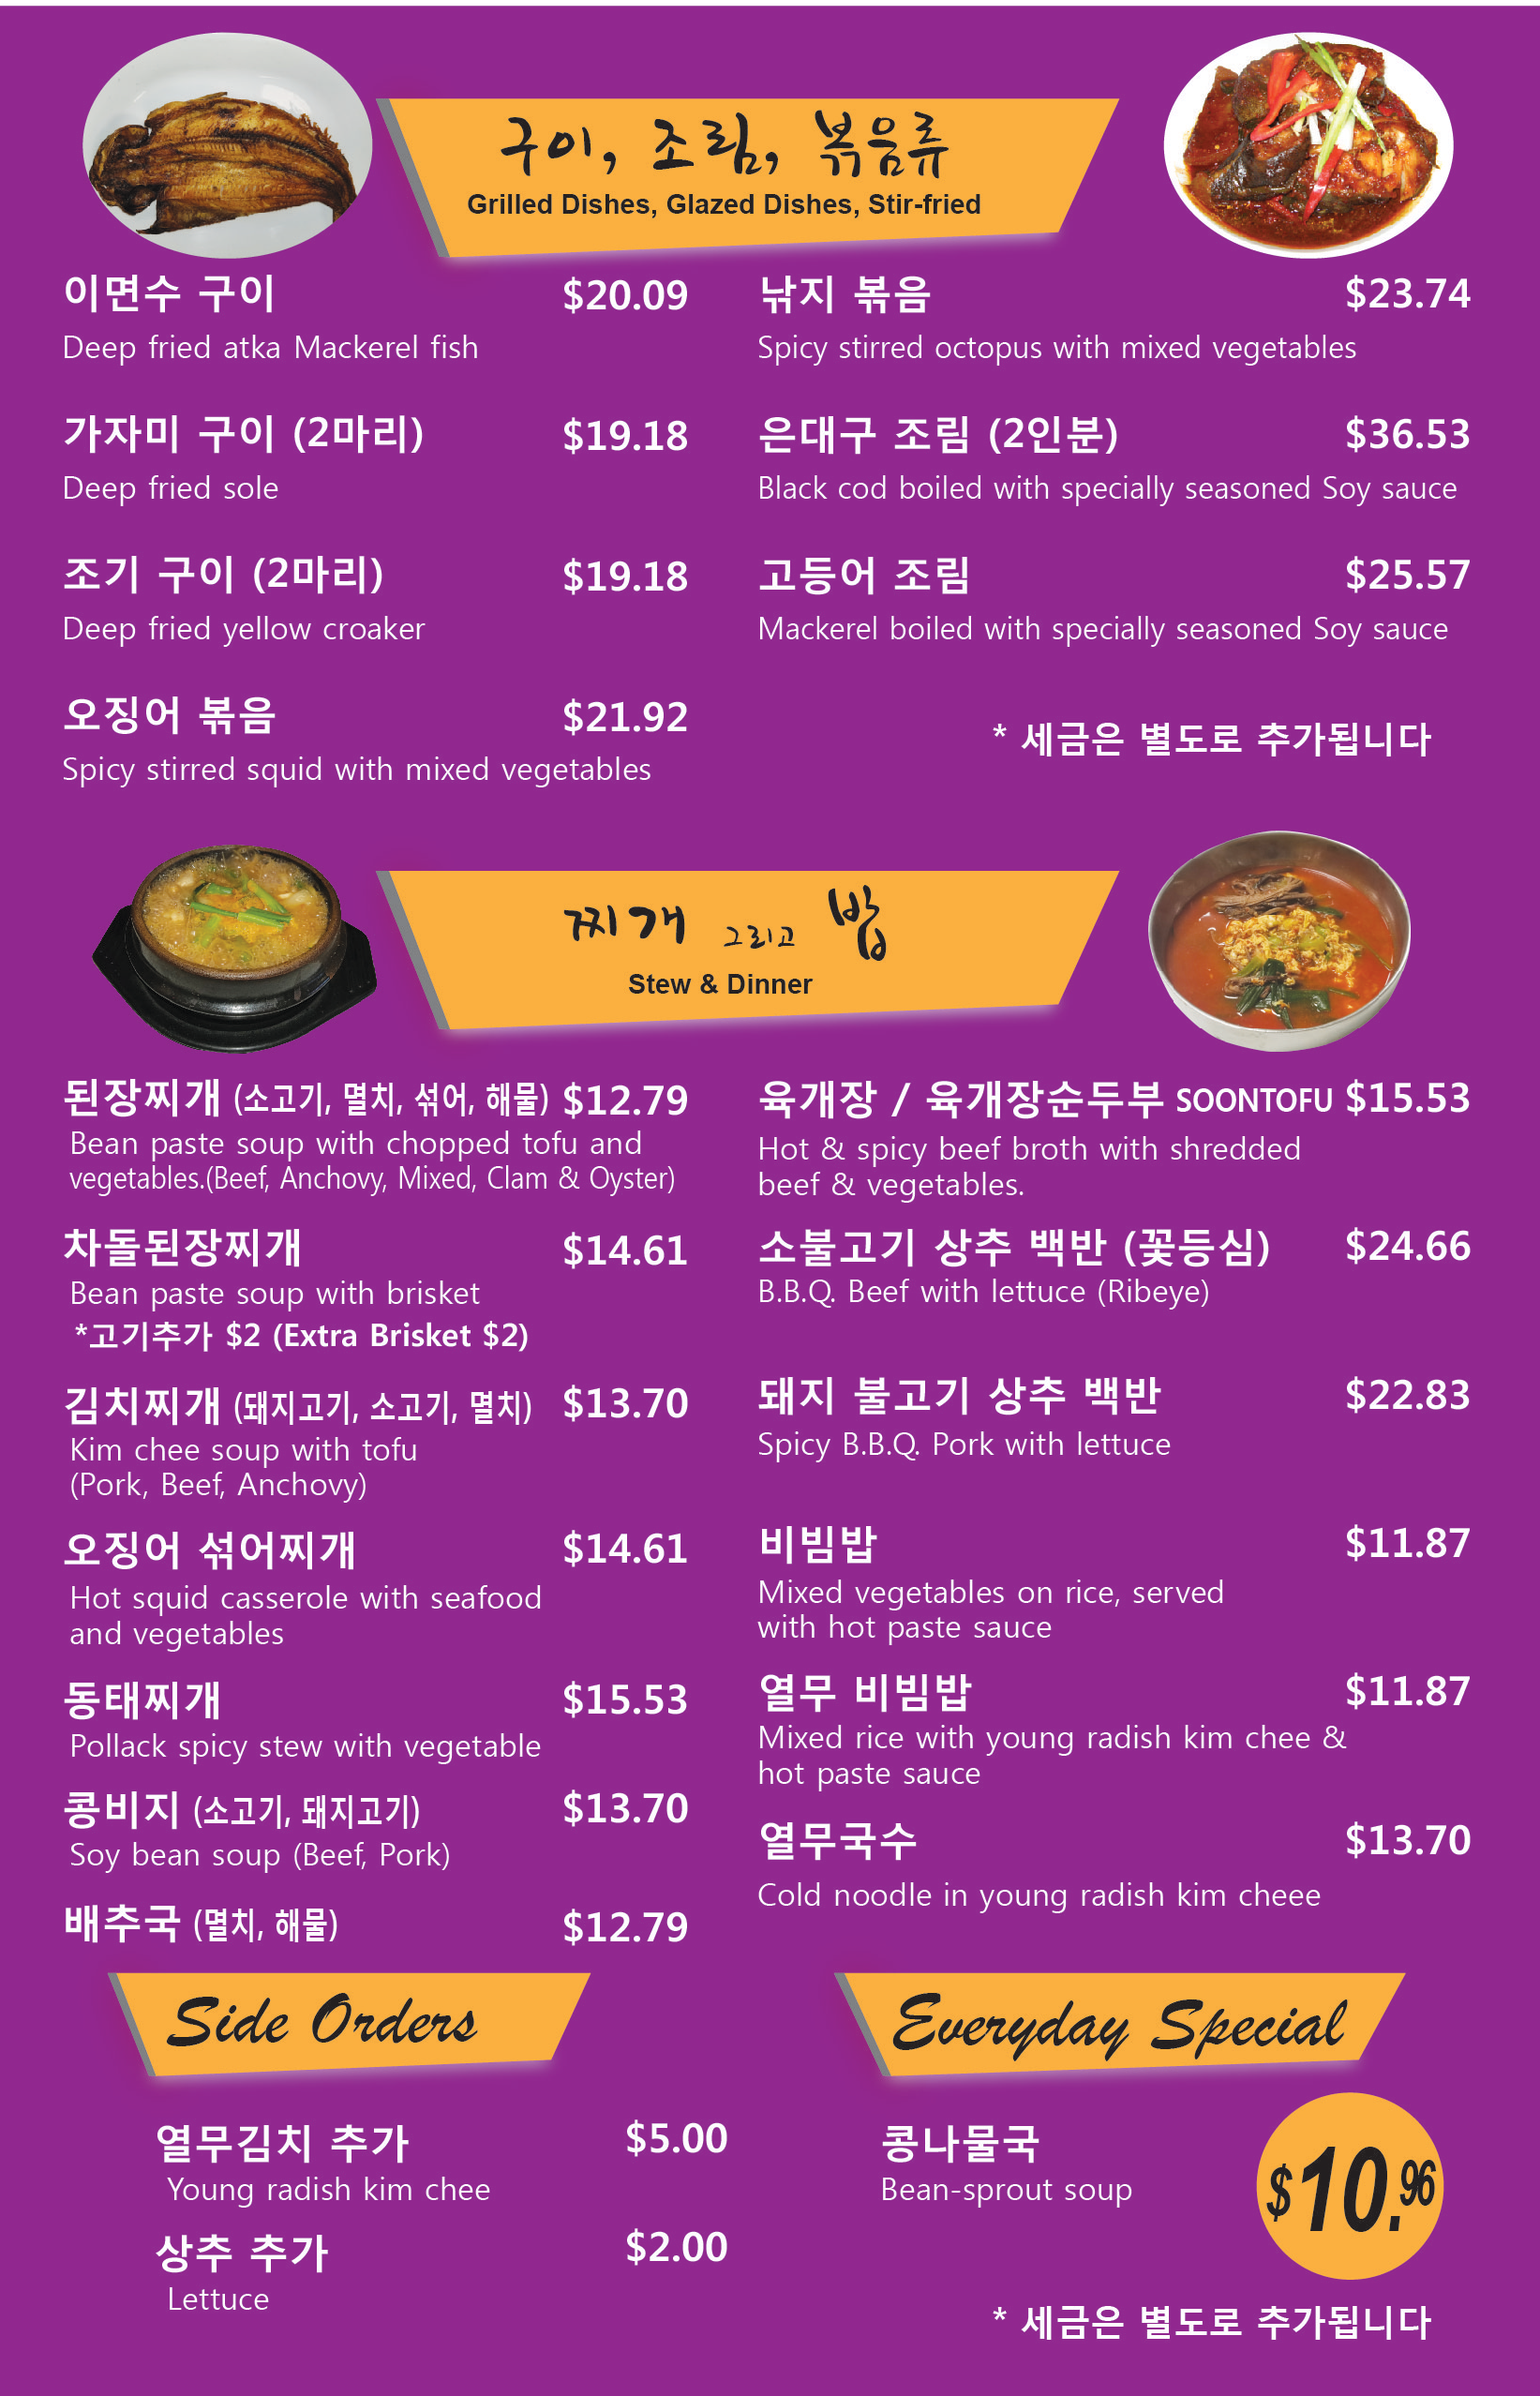 구이, 조림, 볶음류
Grilled Dishes, Glazed Dishes, Stir-fried
이면수 구이 $20.09
Deep fried atka Mackerel fish
가자미 구이 (2마리) $19.18
Deep fried sole
조기 구이 (2마리) $19.18
Deep fried yellow croaker
오징어 볶음 $21.92
Spicy stirred squid with mixed vegetables
낚지 볶음 $23.74
Spicy stirred octopus with mixed vegetables
은대구 조림 (2인분) $36.53
Black cod boiled with specially seasoned Soy sauce
고등어 조림 $25.57
Mackerel boiled with specially seasoned Soy sauce
* 세금은 별도로 추가됩니다
찌개 그리고 밥
Stew & Dinner
된장찌개 (소고기, 멸치, 섞어, 해물) $12.79
Bean paste soup with chopped tofu and
vegetables.(Beef, Anchovy, Mixed, Clam & Oyster)
차돌된장찌개 $14.61
Bean paste soup with brisket
*고기추가 $2 (Extra Brisket $2)
김치찌개 (돼지고기, 소고기, 멸치) $13.70
Kim chee soup with tofu
(Pork, Beef, Anchovy)
오징어 섞어찌개 $14.61
Hot squid casserole with seafood
and vegetables
동태찌개 $15.53
Pollack spicy stew with vegetable
콩비지 (소고기, 돼지고기) $13.70
Soy bean soup (Beef, Pork)
배추국 (멸치, 해물) $12.79
육개장 / 육개장순두부 SOONTOFU $15.53
Hot & spicy beef broth with shredded
beef & vegetables.
소불고기 상추 백반 (꽃등심) $24.66
B.B.Q. Beef with lettuce (Ribeye)
돼지 불고기 상추 백반 $22.83
Spicy B.B.Q. Pork with lettuce
비빔밥 $11.87
Mixed vegetables on rice, served
with hot paste sauce
열무 비빔밥 $11.87
Mixed rice with young radish kim chee &
hot paste sauce
열무국수 $13.70
Cold noodle in young radish kim cheee
Side Orders
열무김치 추가 $5.00
Young radish kim chee
상추 추가 $2.00
Lettuce
Everyday Special
콩나물국 $10.96
Bean-sprout soup
* 세금은 별도로 추가됩니다